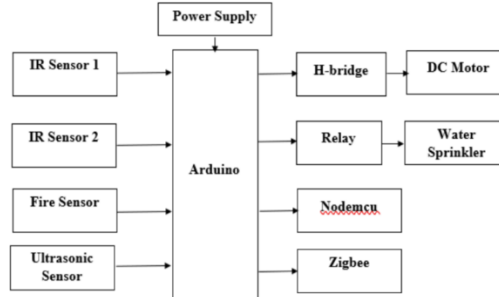 Power Supply
IR Sensor 1
H-bridge
DC Motor
IR Sensor 2
Relay
Water
Sprinkler
Arduino
Fire Sensor
Nodemcu
Ultrasonic
Sensor
Zigbee